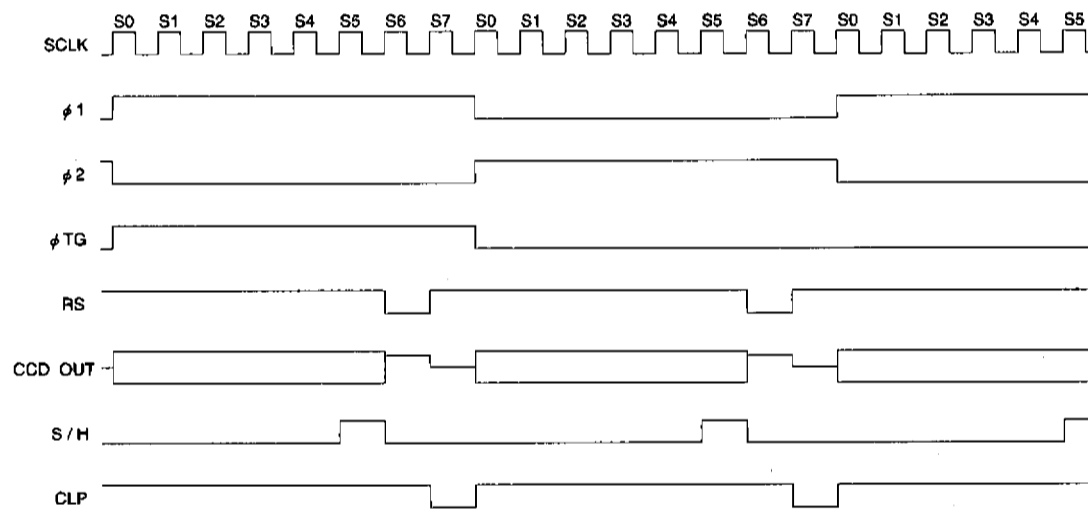 S0 S1 S2 S3 S4 S5 S6 S7 S0 S1 S2 S3 S4 S5 S6 S7 S0 S1 S2 S3 S4 S5
SCLK
ϕ1
ϕ2
ϕTG
RS
CCD OUT
S / H
CLP